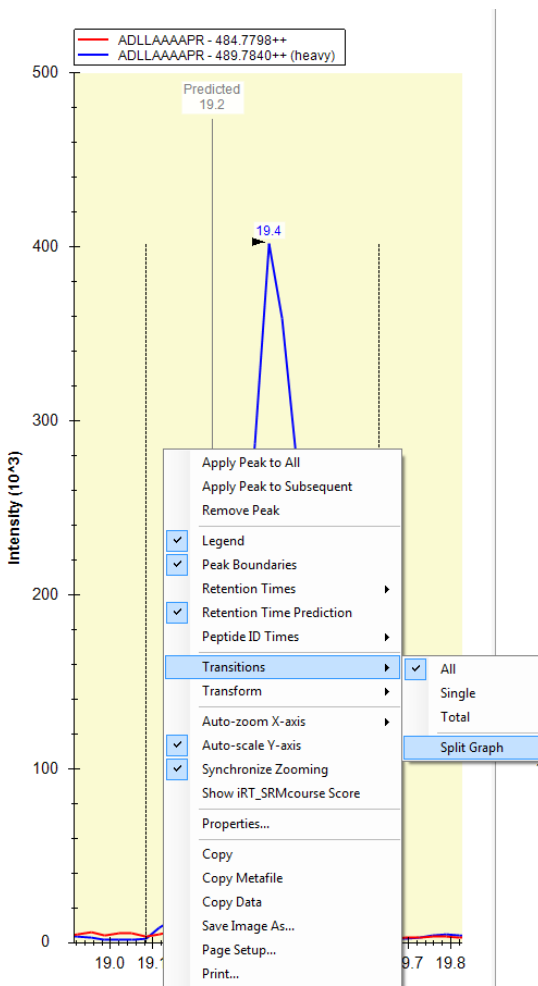 ADLLAAAAPR - 484.7798++
ADLLAAAAPR - 489.7840++ (heavy)
500
Predicted
19.2
400
19.4
300
Intensity (10^3)
200
100
0
Apply Peak to All
Apply Peak to Subsequent
Remove Peak
Legend
Peak Boundaries
Retention Times
Retention Time Prediction
Peptide ID Times
Transitions
All
Transform
Single
Total
Auto-zoom X-axis
Auto-scale Y-axis
Split Graph
Synchronize Zooming
Show iRT_SRMcourse Score
Properties...
Copy
Copy Metafile
Copy Data
Save Image As...
Page Setup...
Print...
19.0
19.8